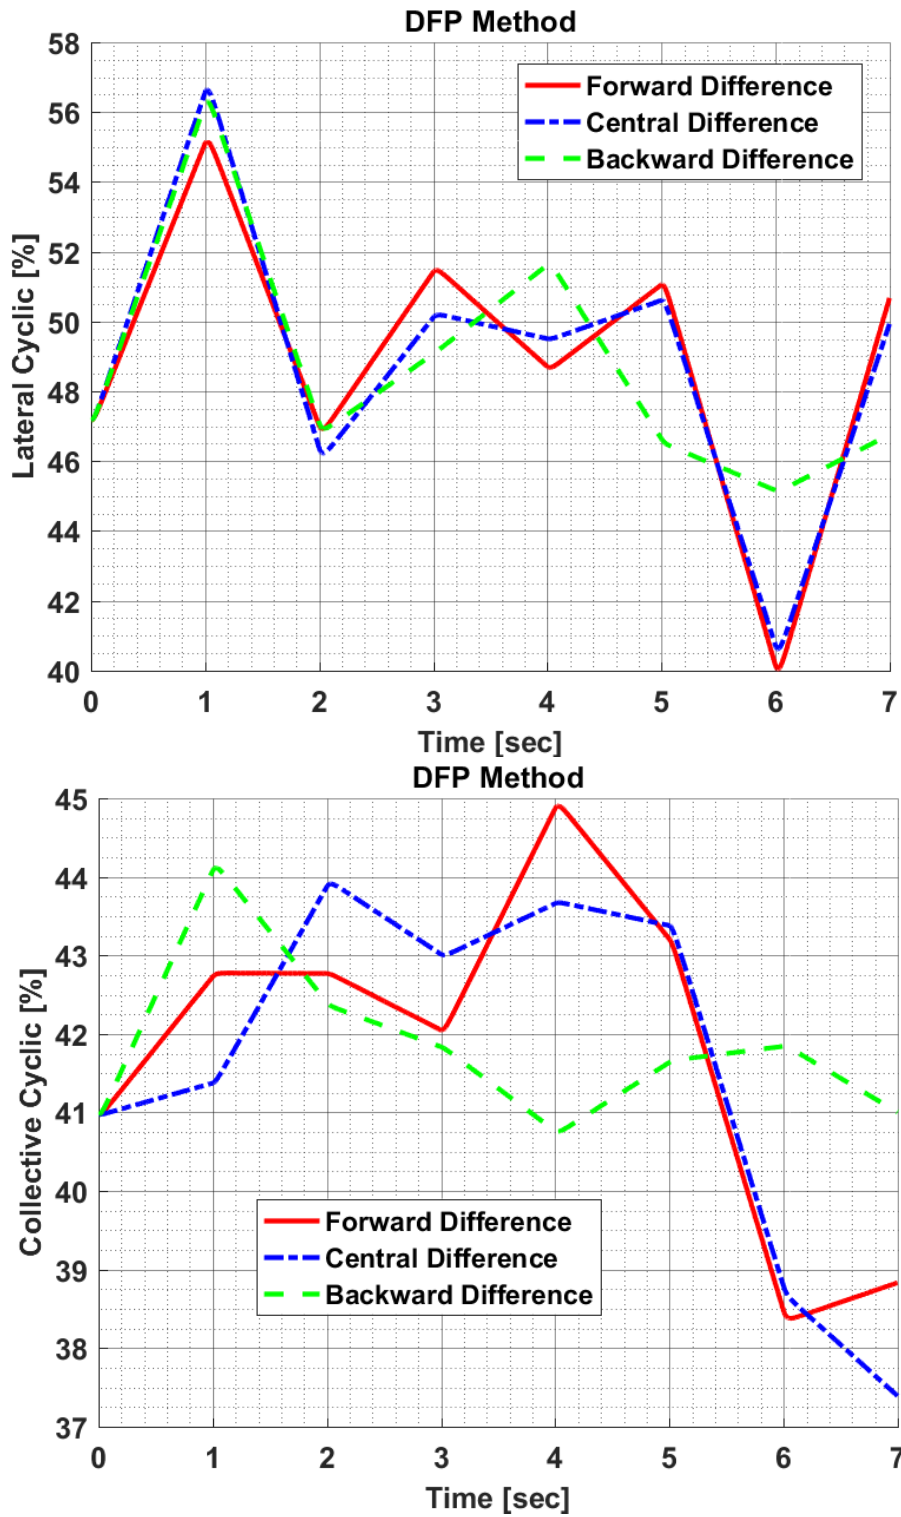 DFP Method
58
56
54
52
50
48
46
44
42
40
Lateral Cyclic [%]
Forward Difference
Central Difference
Backward Difference
0 1 2 3 4 5 6 7
Time [sec]
DFP Method
45
44
43
42
41
40
39
38
37
Collective Cyclic [%]
Forward Difference
Central Difference
Backward Difference
0 1 2 3 4 5 6 7
Time [sec]